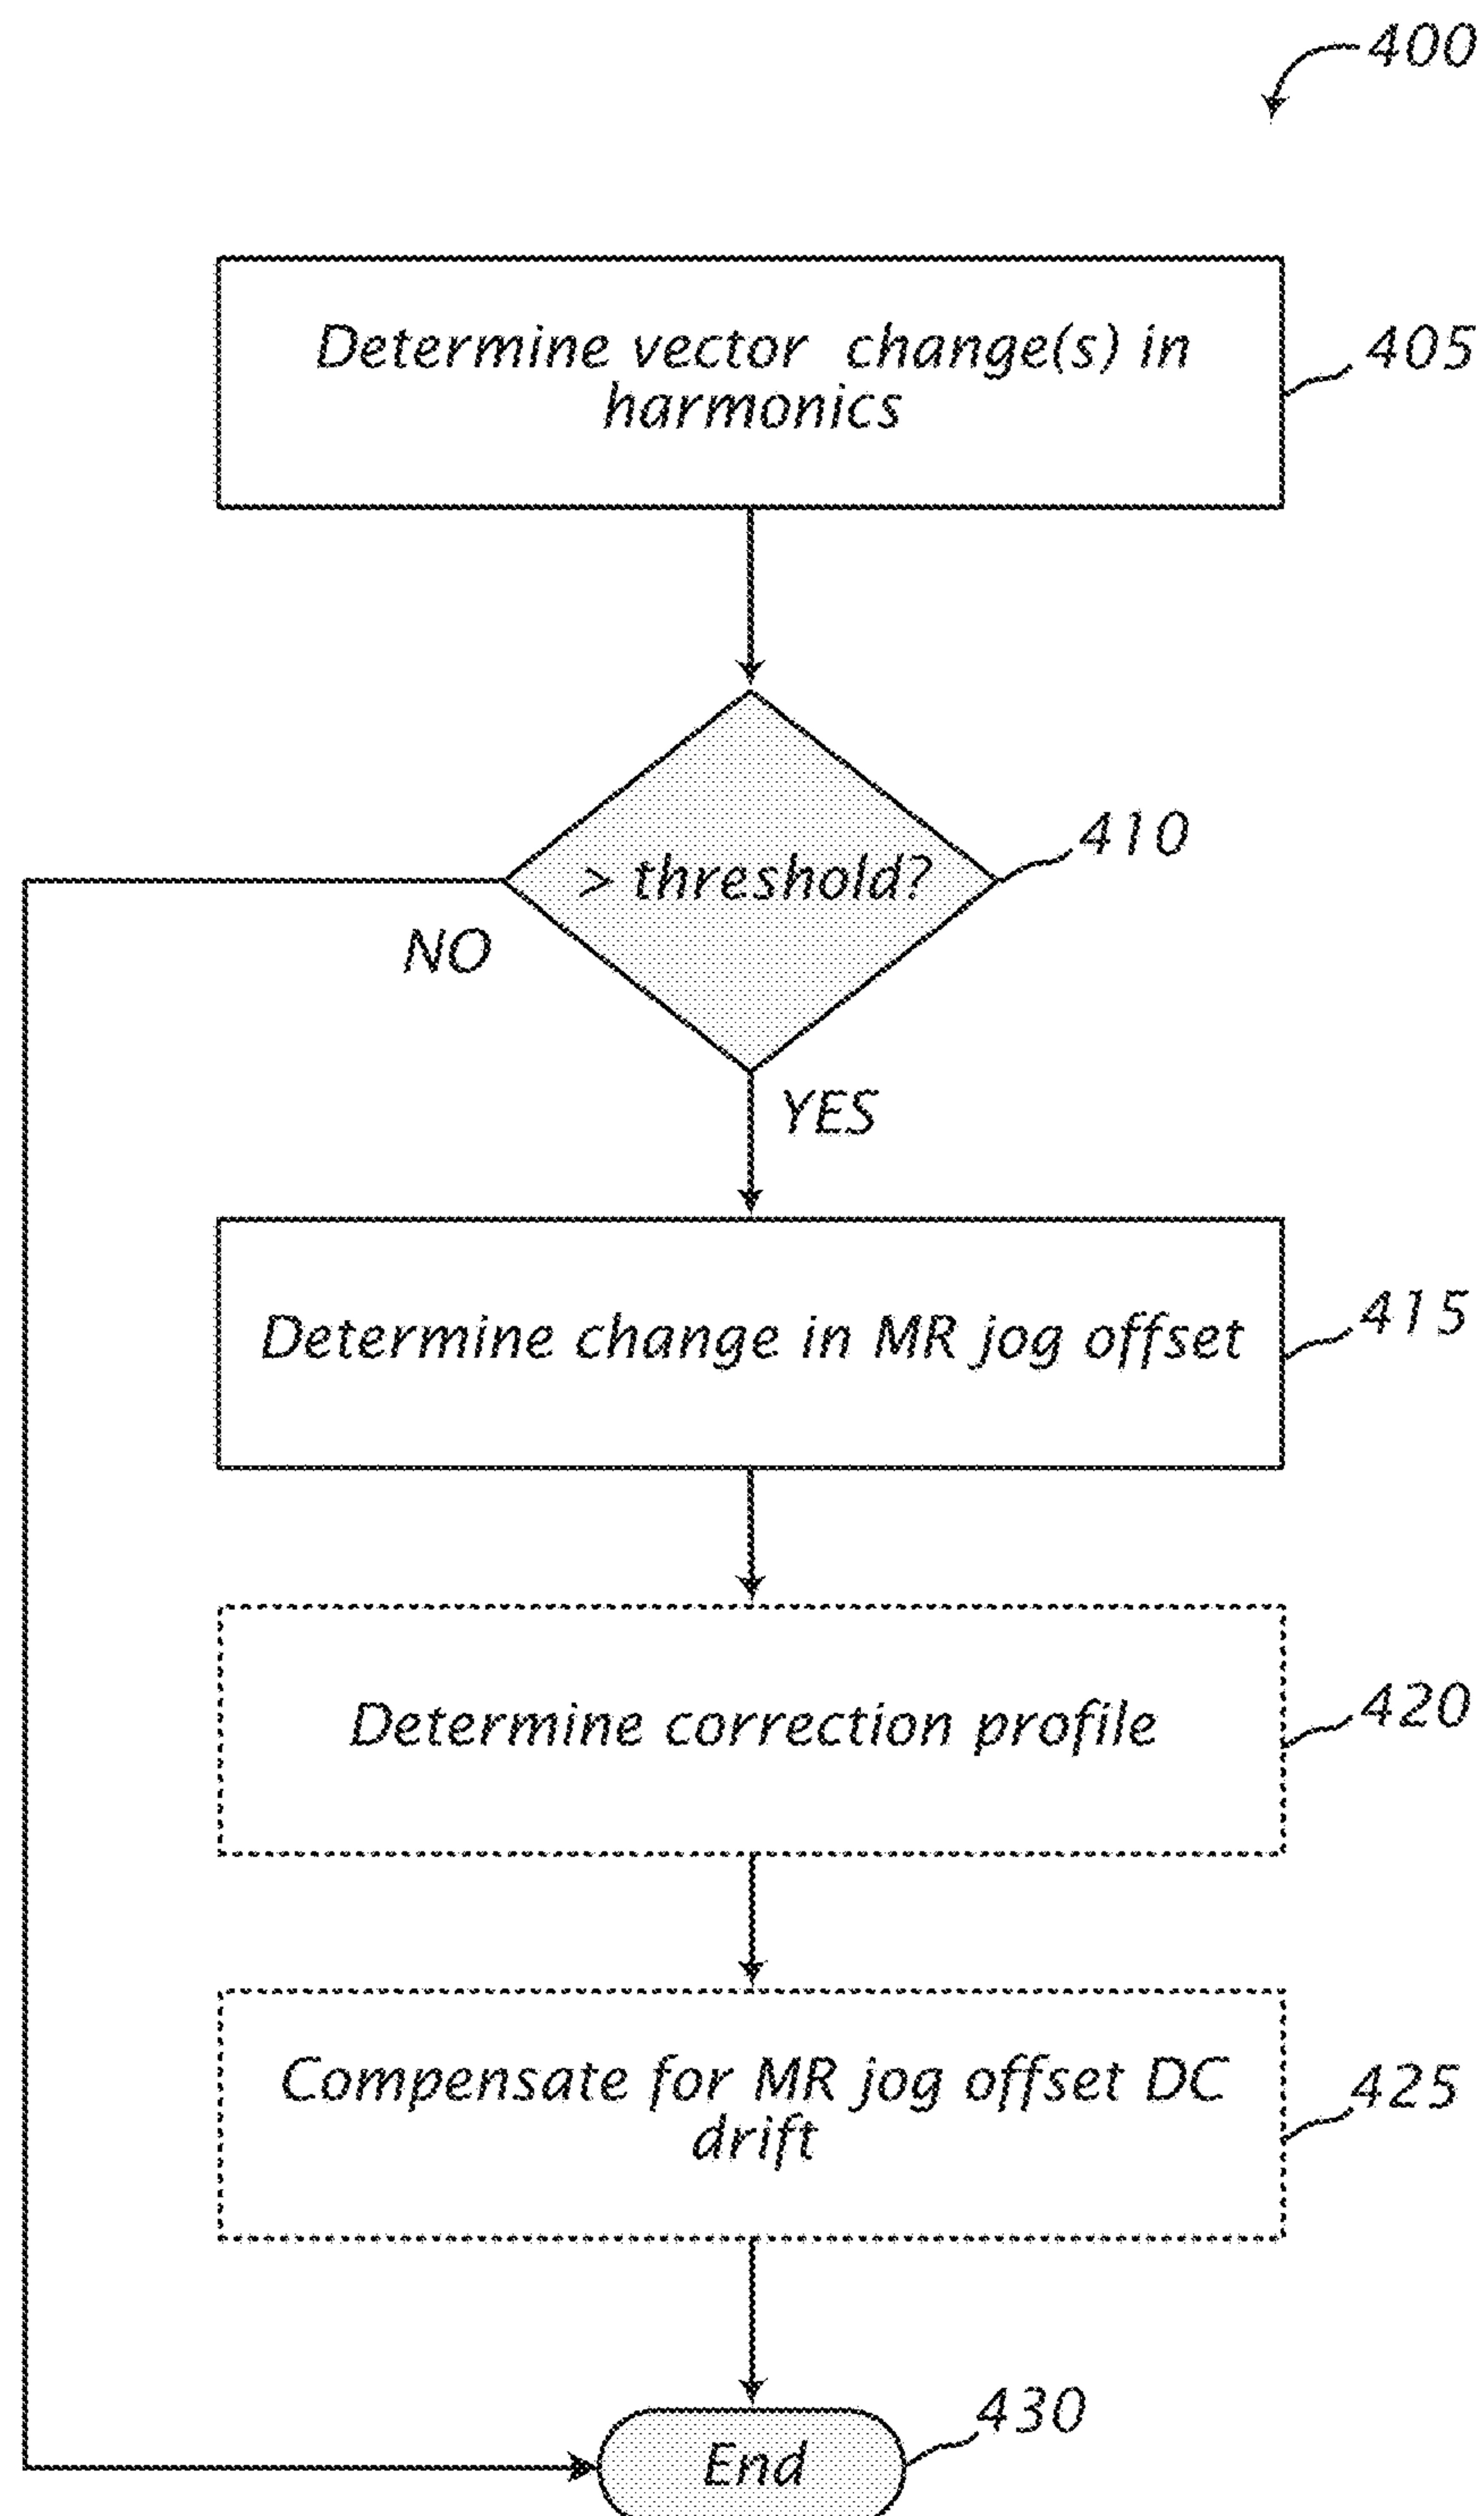 400
Determine vector change(s) in
harmonics
405
> threshold?
410
NO
YES
Determine change in MR jog offset
415
Determine correction profile
420
Compensate for MR jog offset DC
drift
425
End
430